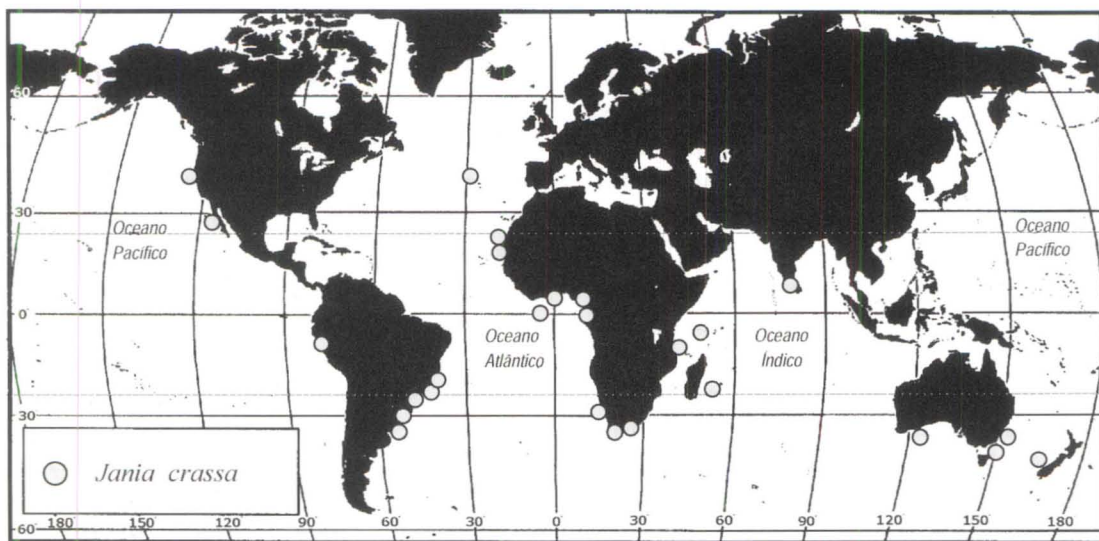 60
30
Oceano
Pacífico
Oceano
Pacífico
0
Oceano
Atlântico
Oceano
Índico
30
Jania crassa
60
180 150 120 90 60 30 0 30 60 90 120 150 180